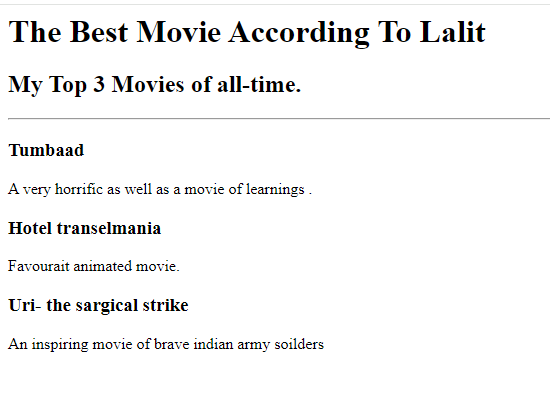 The Best Movie According To Lalit
My Top 3 Movies of all-time.
Tumbaad
A very horrific as well as a movie of learnings .
Hotel transelmania
Favourait animated movie.
Uri- the sargical strike
An inspiring movie of brave indian army soilders